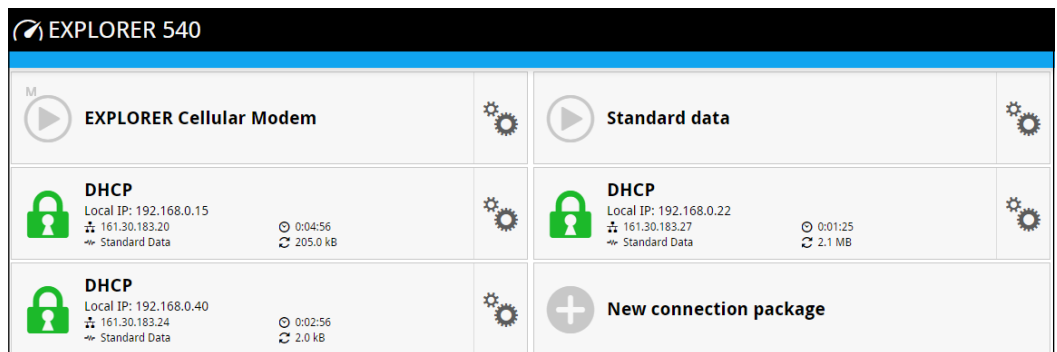 EXPLORER 540
M
EXPLORER Cellular Modem
Standard data
DHCP
Local IP: 192.168.0.15
161.30.183.20 0:04:56
Standard Data 205.0 kB
DHCP
Local IP: 192.168.0.22
161.30.183.27 0:01:25
Standard Data 2.1 MB
DHCP
Local IP: 192.168.0.40
161.30.183.24 0:02:56
Standard Data 2.0 kB
New connection package